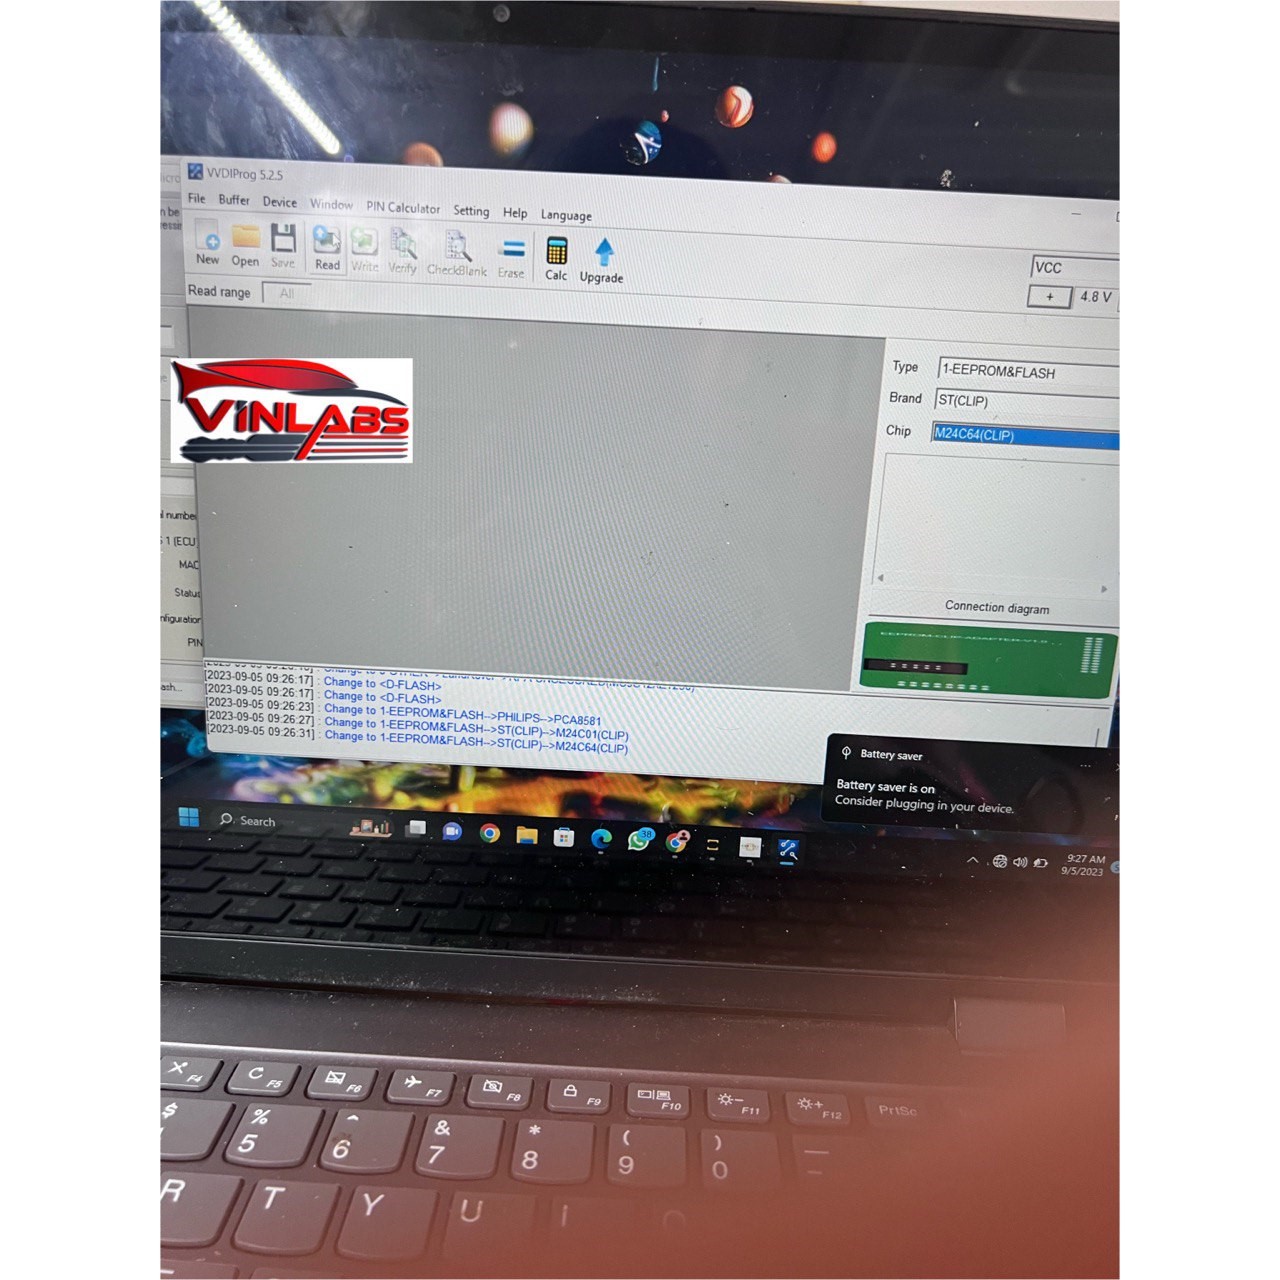 VVDIProg 5.2.5
File Buffer Device Window PIN Calculator Setting Help Language
New Open Save Read Write Verify CheckBlank Erase Calc Upgrade
VCC
+ 4.8 V
Read range All
Type 1-EEPROM&FLASH
Brand ST(CLIP)
Chip M24C64(CLIP)
ViNLABS
MAC
Status
PIN
Connection diagram
[2023-09-05 09:26:17] : Change to <D-FLASH>
[2023-09-05 09:26:17] : Change to <D-FLASH>
[2023-09-05 09:26:23] : Change to 1-EEPROM&FLASH-->PHILIPS-->PCA8581
[2023-09-05 09:26:27] : Change to 1-EEPROM&FLASH-->ST(CLIP)-->M24C01(CLIP)
[2023-09-05 09:26:31] : Change to 1-EEPROM&FLASH-->ST(CLIP)-->M24C64(CLIP)
Battery saver
Battery saver is on
Consider plugging in your device.
Search
38
9:27 AM
9/5/2023
F4 F5 F6 F7 F8 F9 F10 F11 F12 PrtSc
$ % ^ & * ( )
5 6 7 8 9 0
R T Y U I